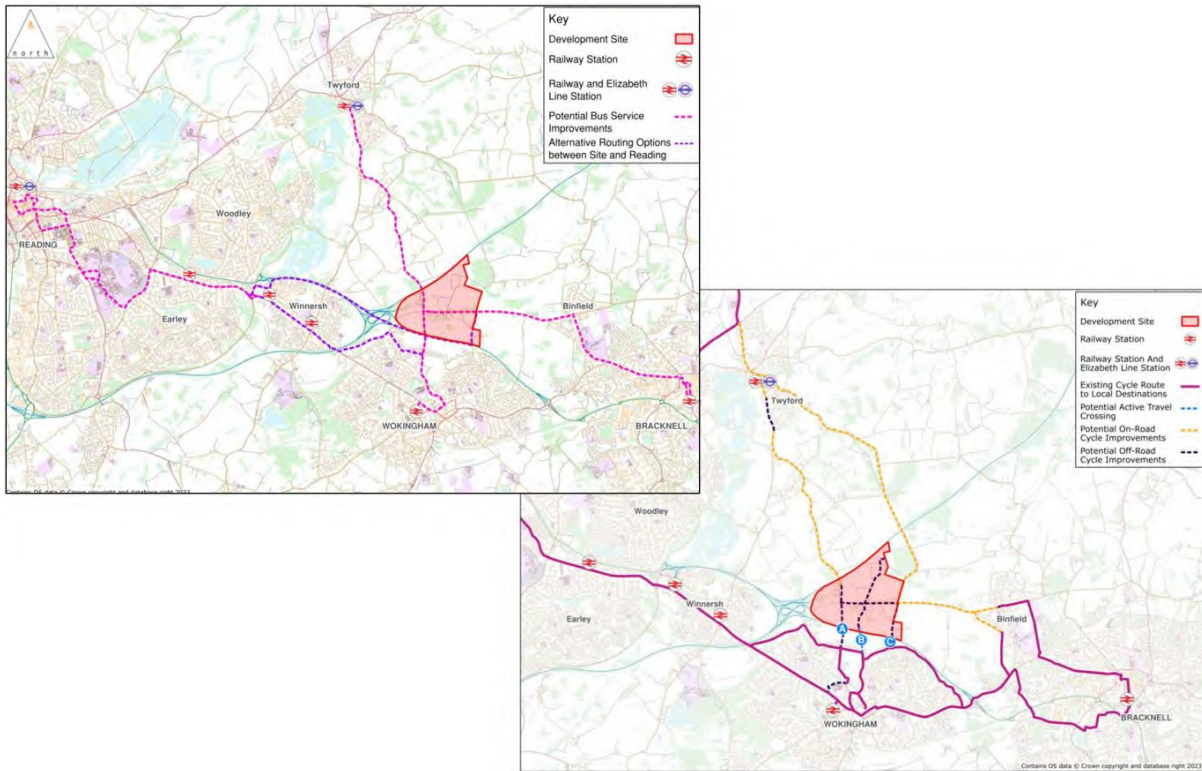 north
Key
Development Site
Railway Station
Railway and Elizabeth
Line Station
Potential Bus Service
Improvements
Alternative Routing Options
between Site and Reading
Twyford
Woodley
READING
Earley
Winnersh
Binfield
WOKINGHAM
BRACKNELL
Contains OS data © Crown copyright and database right 2023
Key
Development Site
Railway Station
Railway Station And
Elizabeth Line Station
Existing Cycle Route
to Local Destinations
Potential Active Travel
Crossing
Potential On-Road
Cycle Improvements
Potential Off-Road
Cycle Improvements
Twyford
Woodley
Winnersh
Earley
Binfield
A
B
C
WOKINGHAM
BRACKNELL
Contains OS data © Crown copyright and database right 2023